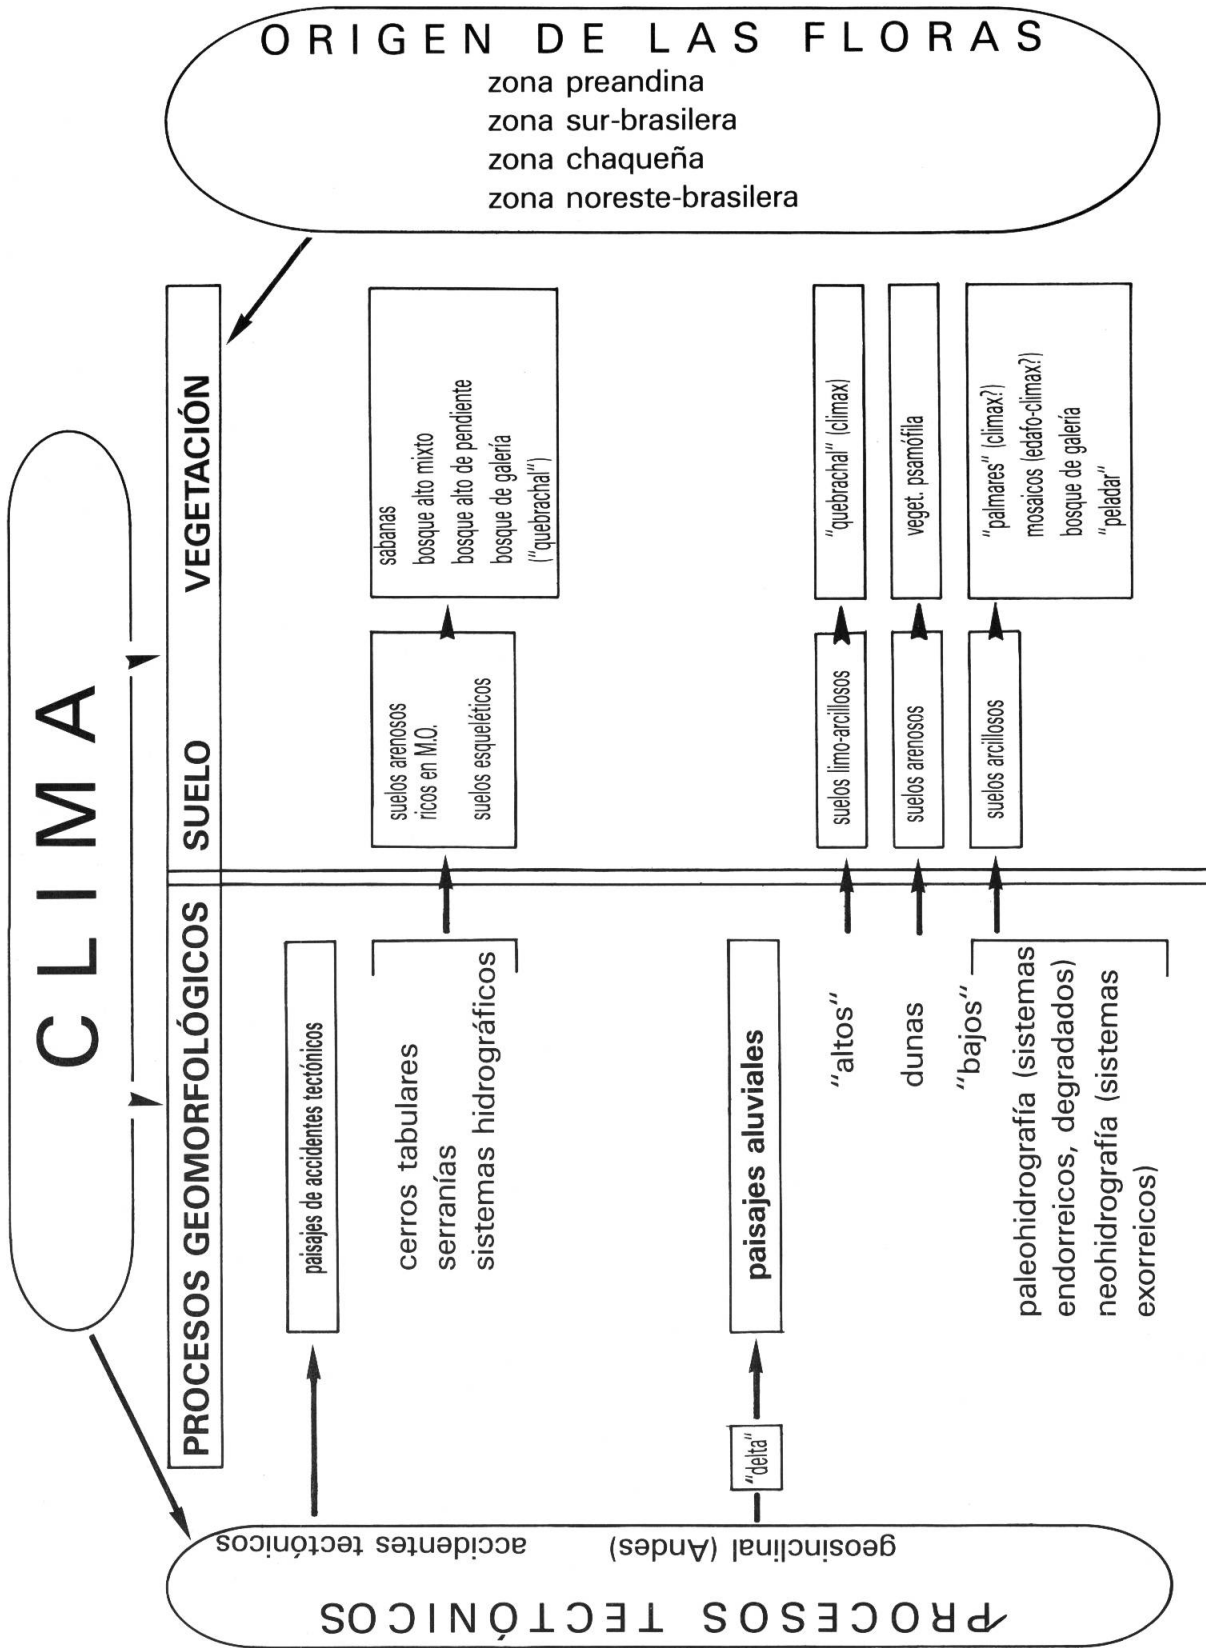 CLIMA
ORIGEN DE LAS FLORAS
zona preandina
zona sur-brasilera
zona chaqueña
zona noreste-brasilera
PROCESOS TECTÓNICOS
accidentes tectónicos
geosinclinal (Andes)
PROCESOS GEOMORFOLÓGICOS
SUELO
VEGETACIÓN
paisajes de accidentes tectónicos
cerros tabulares
serranías
sistemas hidrográficos
suelos arenosos
ricos en M.O.
suelos esqueléticos
sabanas
bosque alto mixto
bosque alto de pendiente
bosque de galería
("quebrachal")
"delta"
paisajes aluviales
"altos"
suelos limo-arcillosos
"quebrachal" (climax)
dunas
suelos arenosos
veget. psamófila
"bajos"
paleohidrografía (sistemas
endorreicos, degradados)
neohidrografía (sistemas
exorreicos)
suelos arcillosos
"palmares" (climax?)
mosaicos (edafo-climax?)
bosque de galería
"peladar"